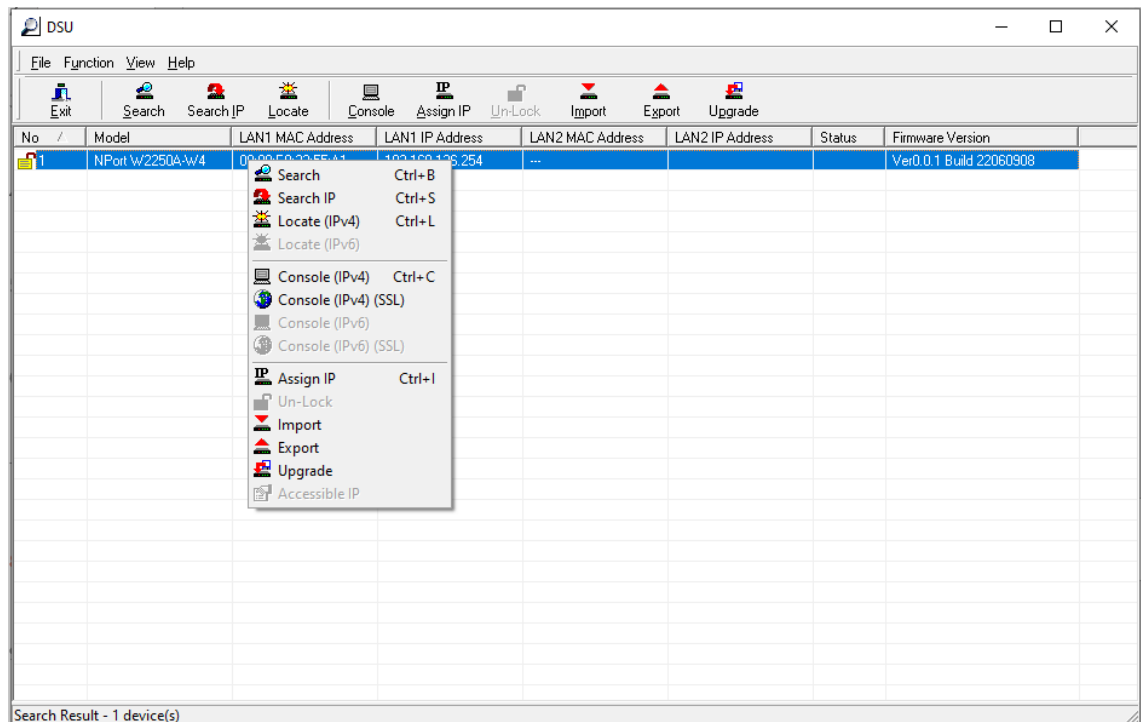 DSU
File Function View Help
Exit Search Search IP Locate Console Assign IP Un-Lock Import Export Upgrade
No / Model LAN1 MAC Address LAN1 IP Address LAN2 MAC Address LAN2 IP Address Status Firmware Version
1 NPort W2250A-W4 192.168.126.254 --- Ver0.0.1 Build 22060908
Search Ctrl+B
Search IP Ctrl+S
Locate (IPv4) Ctrl+L
Locate (IPv6)
Console (IPv4) Ctrl+C
Console (IPv4) (SSL)
Console (IPv6)
Console (IPv6) (SSL)
Assign IP Ctrl+I
Un-Lock
Import
Export
Upgrade
Accessible IP
Search Result - 1 device(s)